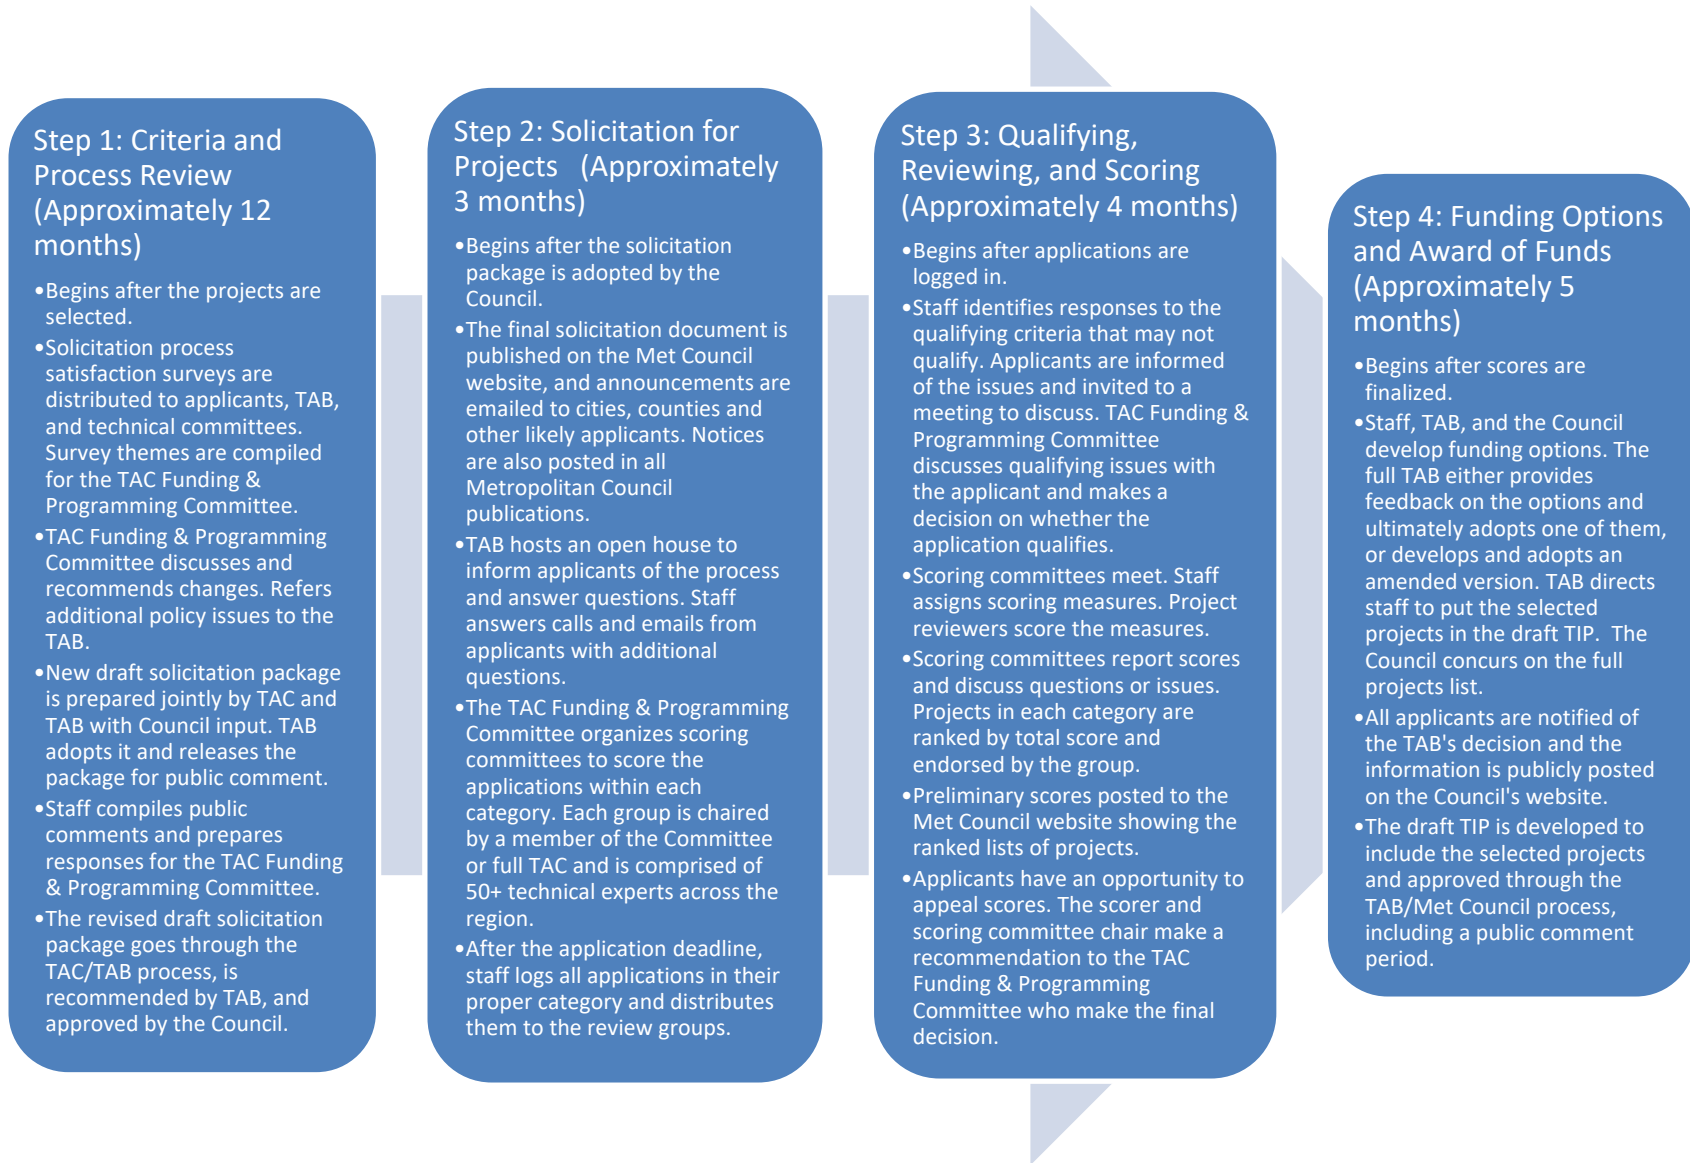 Step 1: Criteria and
Process Review
(Approximately 12
months)
•Begins after the projects are
selected.
•Solicitation process
satisfaction surveys are
distributed to applicants, TAB,
and technical committees.
Survey themes are compiled
for the TAC Funding &
Programming Committee.
•TAC Funding & Programming
Committee discusses and
recommends changes. Refers
additional policy issues to the
TAB.
•New draft solicitation package
is prepared jointly by TAC and
TAB with Council input. TAB
adopts it and releases the
package for public comment.
•Staff compiles public
comments and prepares
responses for the TAC Funding
& Programming Committee.
•The revised draft solicitation
package goes through the
TAC/TAB process, is
recommended by TAB, and
approved by the Council.
Step 2: Solicitation for
Projects (Approximately
3 months)
•Begins after the solicitation
package is adopted by the
Council.
•The final solicitation document is
published on the Met Council
website, and announcements are
emailed to cities, counties and
other likely applicants. Notices
are also posted in all
Metropolitan Council
publications.
•TAB hosts an open house to
inform applicants of the process
and answer questions. Staff
answers calls and emails from
applicants with additional
questions.
•The TAC Funding & Programming
Committee organizes scoring
committees to score the
applications within each
category. Each group is chaired
by a member of the Committee
or full TAC and is comprised of
50+ technical experts across the
region.
•After the application deadline,
staff logs all applications in their
proper category and distributes
them to the review groups.
Step 3: Qualifying,
Reviewing, and Scoring
(Approximately 4 months)
•Begins after applications are
logged in.
•Staff identifies responses to the
qualifying criteria that may not
qualify. Applicants are informed
of the issues and invited to a
meeting to discuss. TAC Funding &
Programming Committee
discusses qualifying issues with
the applicant and makes a
decision on whether the
application qualifies.
•Scoring committees meet. Staff
assigns scoring measures. Project
reviewers score the measures.
•Scoring committees report scores
and discuss questions or issues.
Projects in each category are
ranked by total score and
endorsed by the group.
•Preliminary scores posted to the
Met Council website showing the
ranked lists of projects.
•Applicants have an opportunity to
appeal scores. The scorer and
scoring committee chair make a
recommendation to the TAC
Funding & Programming
Committee who make the final
decision.
Step 4: Funding Options
and Award of Funds
(Approximately 5
months)
•Begins after scores are
finalized.
•Staff, TAB, and the Council
develop funding options. The
full TAB either provides
feedback on the options and
ultimately adopts one of them,
or develops and adopts an
amended version. TAB directs
staff to put the selected
projects in the draft TIP. The
Council concurs on the full
projects list.
•All applicants are notified of
the TAB's decision and the
information is publicly posted
on the Council's website.
•The draft TIP is developed to
include the selected projects
and approved through the
TAB/Met Council process,
including a public comment
period.